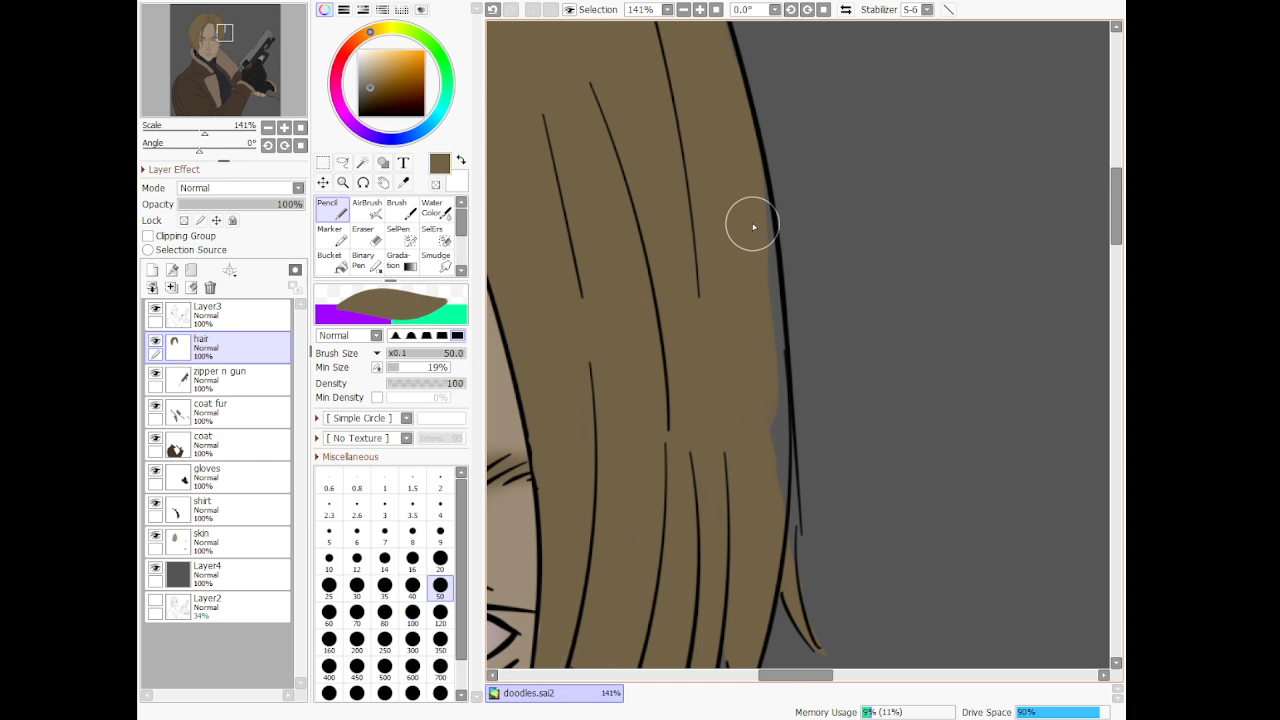 Selection
141%
0.0°
Stabilizer
S-6
Scale
141%
Angle
0°
Layer Effect
Mode
Normal
Opacity
100%
Lock
Clipping Group
Selection Source
Layer3
Normal
100%
hair
Normal
100%
zipper n gun
Normal
100%
coat fur
Normal
100%
coat
Normal
100%
gloves
Normal
100%
shirt
Normal
100%
skin
Normal
100%
Layer4
Normal
100%
Layer2
Normal
34%
T
Pencil
AirBrush
Brush
Water
Color
Marker
Eraser
SelPen
SelErs
Bucket
Binary
Pen
Grada-
tion
Smudge
Normal
Brush Size
x0.1
50.0
Min Size
19%
Density
100
Min Density
0%
[ Simple Circle ]
[ No Texture ]
Intens. 95
Miscellaneous
0.6 0.8 1 1.5 2
2.3 2.6 3 3.5 4
5 6 7 8 9
10 12 14 16 20
25 30 35 40 50
60 70 80 100 120
160 200 250 300 350
400 450 500 600 700
doodles.sai2
141%
Memory Usage
9% (11%)
Drive Space
90%